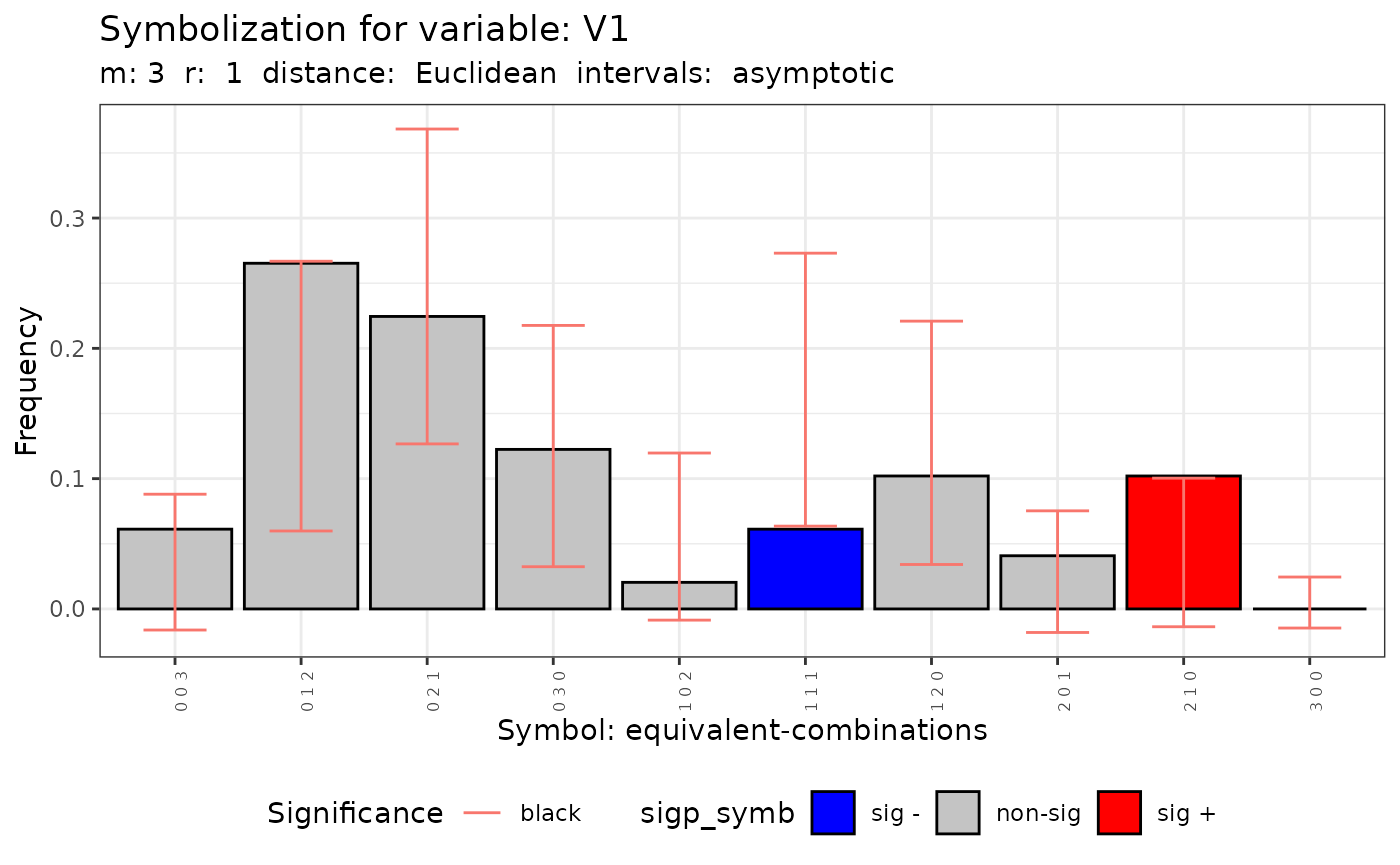 Symbolization for variable: V1
m: 3 r: 1 distance: Euclidean intervals: asymptotic
Frequency
0.3
0.2
0.1
0.0
0 0 3
0 1 2
0 2 1
0 3 0
1 0 2
1 1 1
1 2 0
2 0 1
2 1 0
3 0 0
Symbol: equivalent-combinations
Significance black sigp_symb sig - non-sig sig +